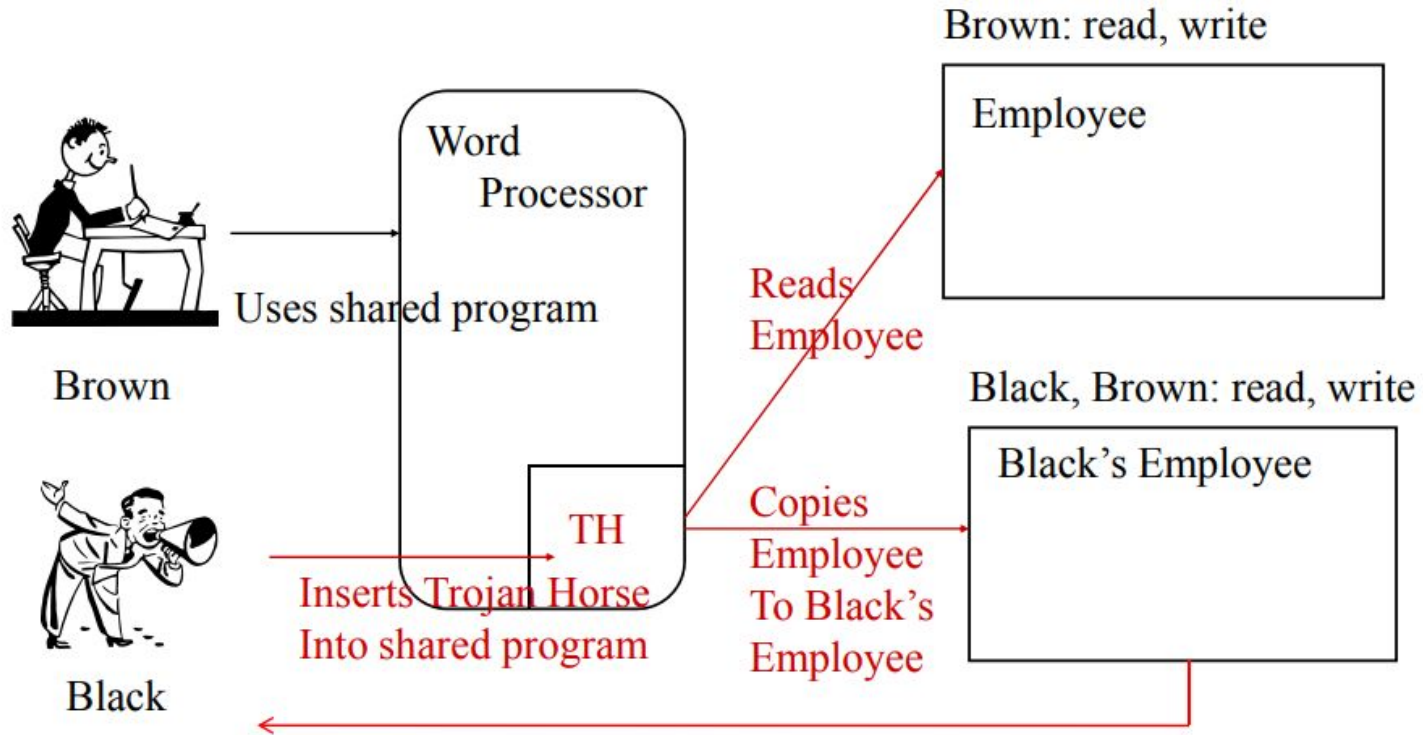 Brown: read, write
Employee
Word
Processor
Uses shared program
Brown
Reads
Employee
Black, Brown: read, write
Black’s Employee
TH
Copies
Employee
To Black’s
Employee
Inserts Trojan Horse
Into shared program
Black